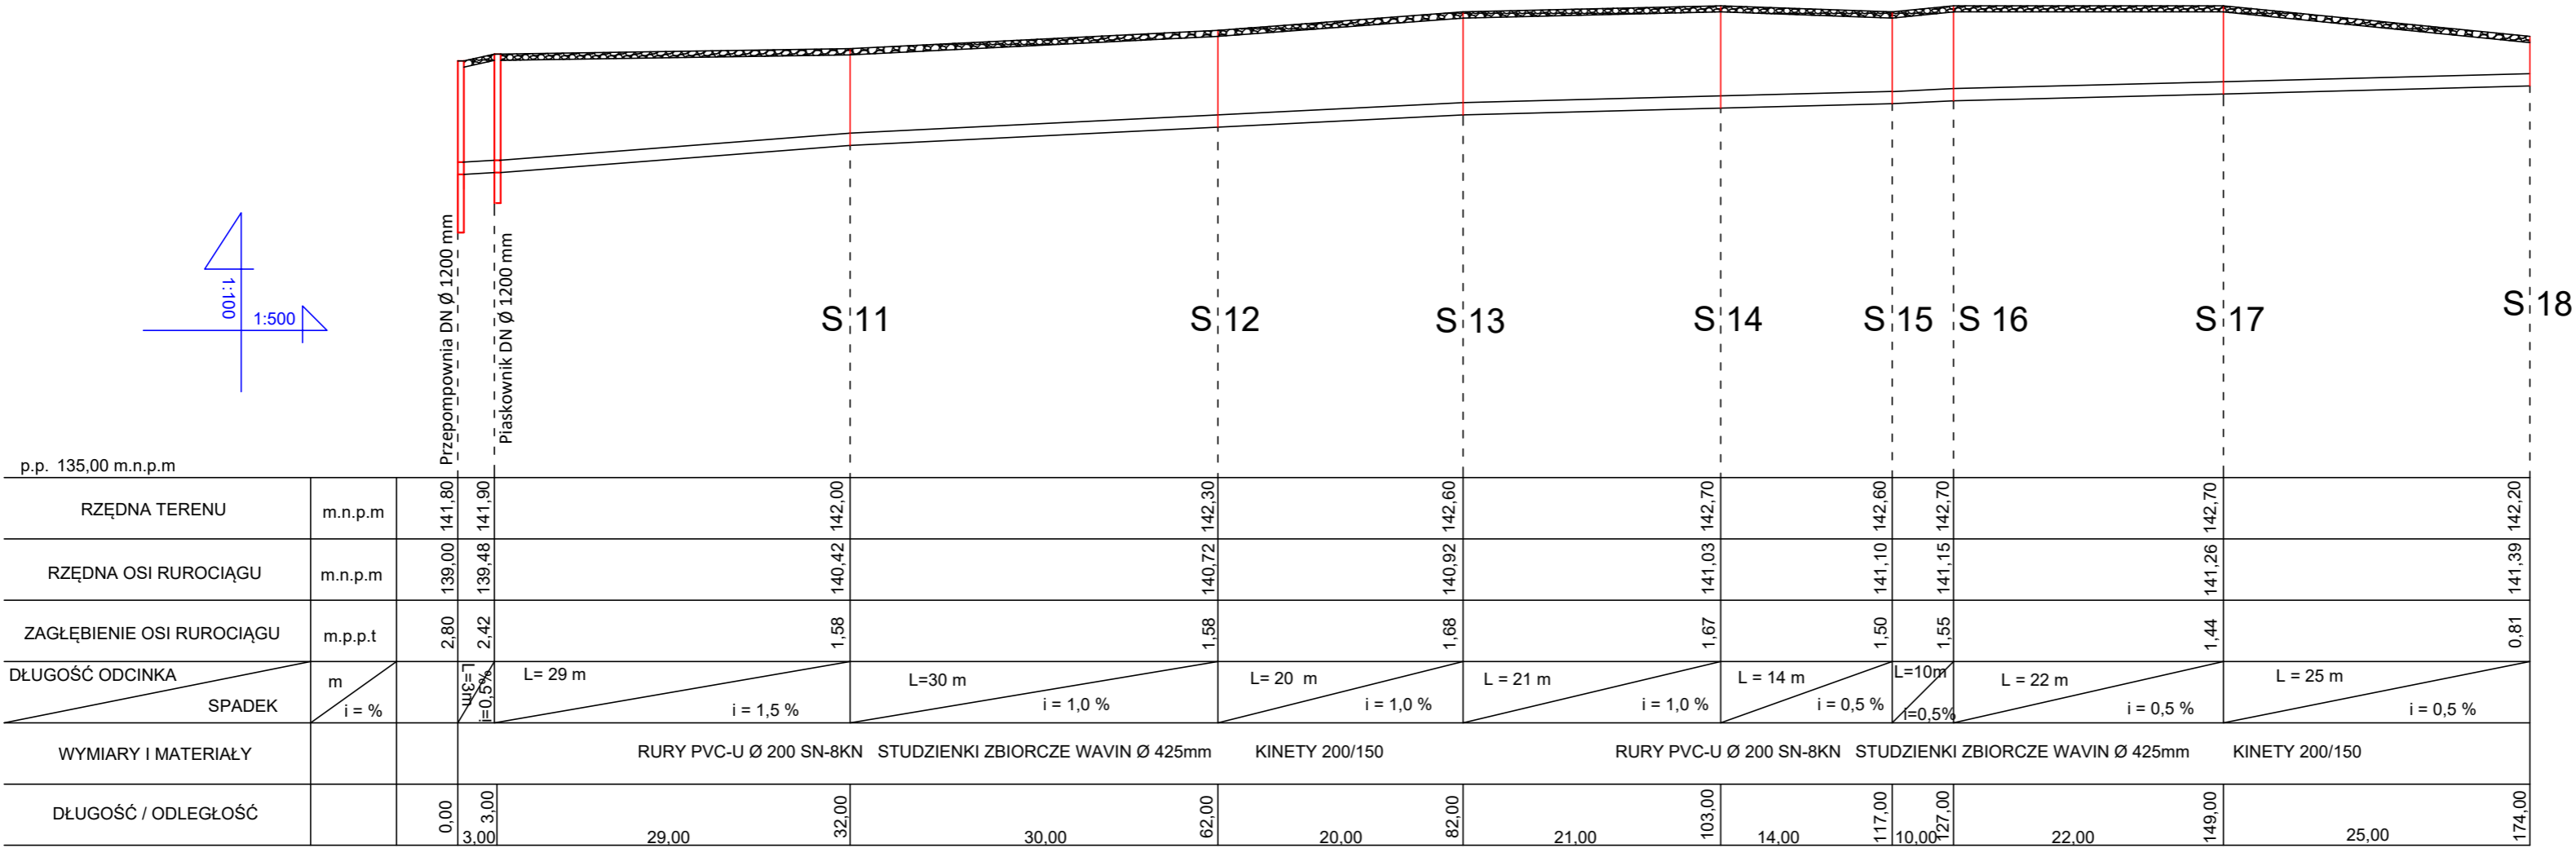 1:100
1:500
Przepompownia DN Ø 1200 mm
Piaskownik DN Ø 1200 mm
S 11
S 12
S 13
S 14
S 15
S 16
S 17
S 18
p.p. 135,00 m.n.p.m
RZĘDNA TERENU m.n.p.m 141,80 141,90 142,00 142,30 142,60 142,70 142,60 142,70 142,70 142,20
RZĘDNA OSI RUROCIĄGU m.n.p.m 139,00 139,48 140,42 140,72 140,92 141,03 141,10 141,15 141,26 141,39
ZAGŁĘBIENIE OSI RUROCIĄGU m.p.p.t 2,80 2,42 1,58 1,58 1,68 1,67 1,50 1,55 1,44 0,81
DŁUGOŚĆ ODCINKA m L=3m L= 29 m L=30 m L= 20 m L = 21 m L = 14 m L=10m L = 22 m L = 25 m
SPADEK i = % i=0,5% i = 1,5 % i = 1,0 % i = 1,0 % i = 1,0 % i = 0,5 % i=0,5% i = 0,5 % i = 0,5 %
WYMIARY I MATERIAŁY RURY PVC-U Ø 200 SN-8KN STUDZIENKI ZBIORCZE WAVIN Ø 425mm KINETY 200/150 RURY PVC-U Ø 200 SN-8KN STUDZIENKI ZBIORCZE WAVIN Ø 425mm KINETY 200/150
DŁUGOŚĆ / ODLEGŁOŚĆ 0,00 3,00 32,00 62,00 82,00 103,00 117,00 127,00 149,00 174,00
3,00 29,00 30,00 20,00 21,00 14,00 10,00 22,00 25,00